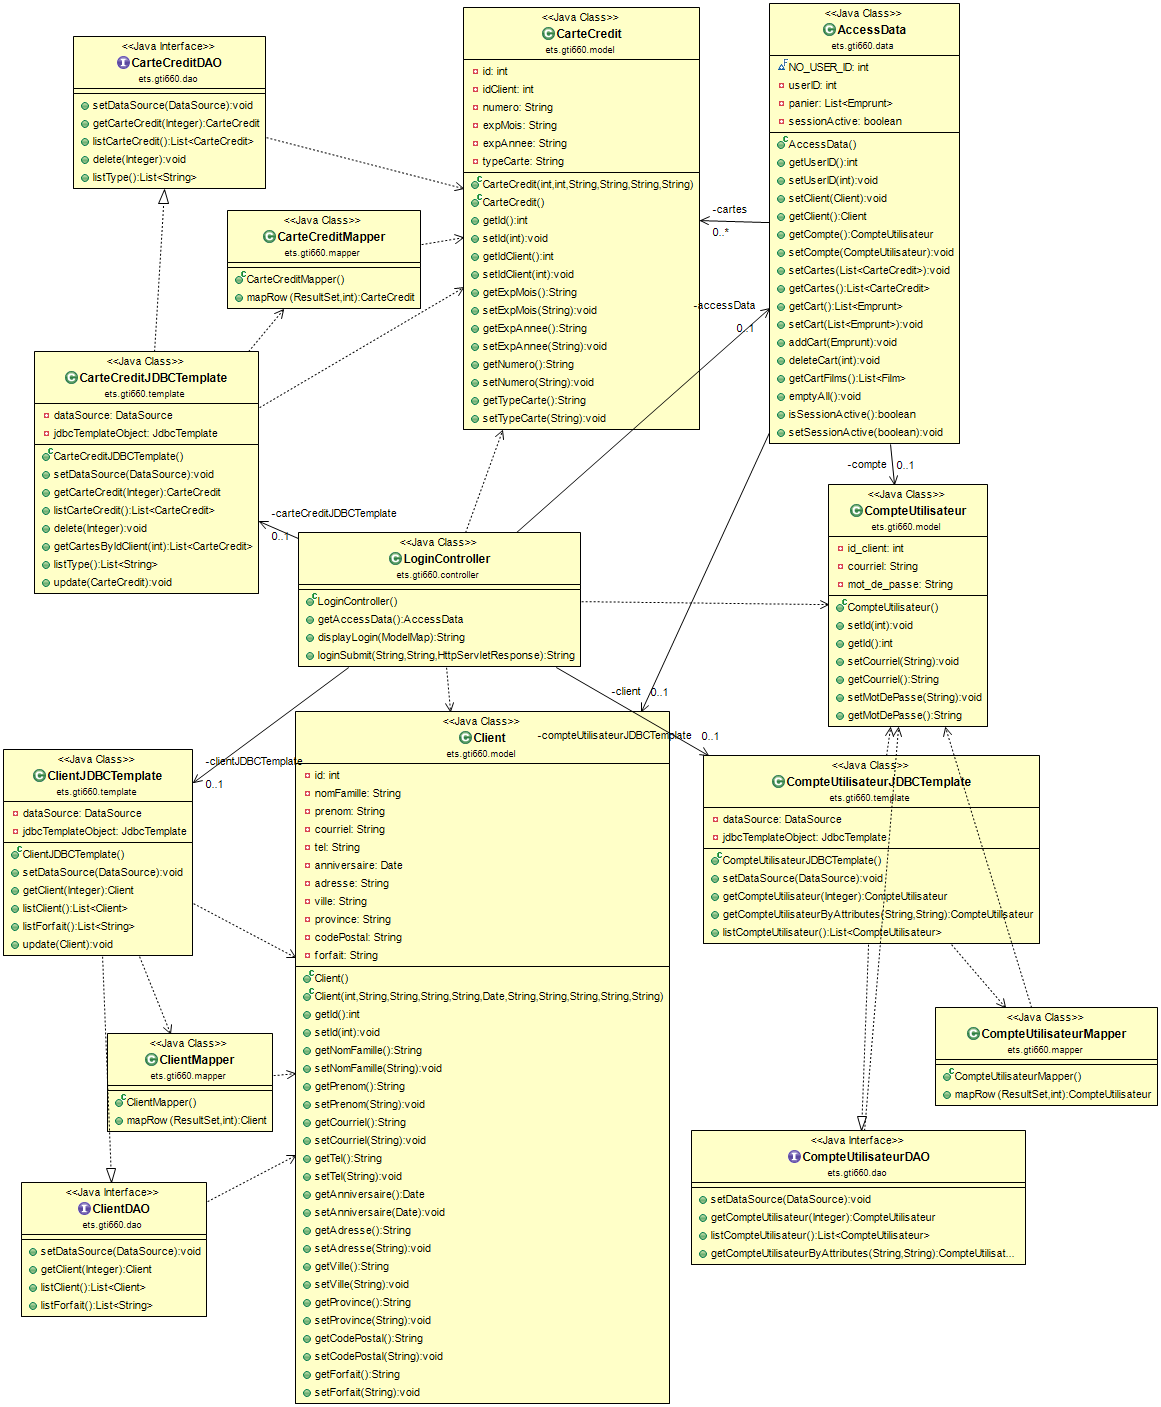 <<Java Interface>>
CarteCreditDAO
ets.gti660.dao
setDataSource(DataSource):void
getCarteCredit(Integer):CarteCredit
listCarteCredit():List<CarteCredit>
delete(Integer):void
listType():List<String>
<<Java Class>>
CarteCredit
ets.gti660.model
id: int
idClient: int
numero: String
expMois: String
expAnnee: String
typeCarte: String
CarteCredit(int,int,String,String,String,String)
CarteCredit()
getId():int
setId(int):void
getIdClient():int
setIdClient(int):void
getExpMois():String
setExpMois(String):void
getExpAnnee():String
setExpAnnee(String):void
getNumero():String
setNumero(String):void
getTypeCarte():String
setTypeCarte(String):void
<<Java Class>>
AccessData
ets.gti660.data
NO_USER_ID: int
userID: int
panier: List<Emprunt>
sessionActive: boolean
AccessData()
getUserID():int
setUserID(int):void
setClient(Client):void
getClient():Client
getCompte():CompteUtilisateur
setCompte(CompteUtilisateur):void
setCartes(List<CarteCredit>):void
getCartes():List<CarteCredit>
getCart():List<Emprunt>
setCart(List<Emprunt>):void
addCart(Emprunt):void
deleteCart(int):void
getCartFilms():List<Film>
emptyAll():void
isSessionActive():boolean
setSessionActive(boolean):void
-cartes
0..*
-accessData
0..1
<<Java Class>>
CarteCreditMapper
ets.gti660.mapper
CarteCreditMapper()
mapRow(ResultSet,int):CarteCredit
<<Java Class>>
CarteCreditJDBCTemplate
ets.gti660.template
dataSource: DataSource
jdbcTemplateObject: JdbcTemplate
CarteCreditJDBCTemplate()
setDataSource(DataSource):void
getCarteCredit(Integer):CarteCredit
listCarteCredit():List<CarteCredit>
delete(Integer):void
getCartesByIdClient(int):List<CarteCredit>
listType():List<String>
update(CarteCredit):void
-carteCreditJDBCTemplate
0..1
-compte 0..1
<<Java Class>>
LoginController
ets.gti660.controller
LoginController()
getAccessData():AccessData
displayLogin(ModelMap):String
loginSubmit(String,String,HttpServletResponse):String
<<Java Class>>
CompteUtilisateur
ets.gti660.model
id_client: int
courriel: String
mot_de_passe: String
CompteUtilisateur()
setId(int):void
getId():int
setCourriel(String):void
getCourriel():String
setMotDePasse(String):void
getMotDePasse():String
-client 0..1
-compteUtilisateurJDBCTemplate 0..1
-clientJDBCTemplate
0..1
<<Java Class>>
ClientJDBCTemplate
ets.gti660.template
dataSource: DataSource
jdbcTemplateObject: JdbcTemplate
ClientJDBCTemplate()
setDataSource(DataSource):void
getClient(Integer):Client
listClient():List<Client>
listForfait():List<String>
update(Client):void
<<Java Class>>
Client
ets.gti660.model
id: int
nomFamille: String
prenom: String
courriel: String
tel: String
anniversaire: Date
adresse: String
ville: String
province: String
codePostal: String
forfait: String
Client()
Client(int,String,String,String,String,Date,String,String,String,String,String)
getId():int
setId(int):void
getNomFamille():String
setNomFamille(String):void
getPrenom():String
setPrenom(String):void
getCourriel():String
setCourriel(String):void
getTel():String
setTel(String):void
getAnniversaire():Date
setAnniversaire(Date):void
getAdresse():String
setAdresse(String):void
getVille():String
setVille(String):void
getProvince():String
setProvince(String):void
getCodePostal():String
setCodePostal(String):void
getForfait():String
setForfait(String):void
<<Java Class>>
CompteUtilisateurJDBCTemplate
ets.gti660.template
dataSource: DataSource
jdbcTemplateObject: JdbcTemplate
CompteUtilisateurJDBCTemplate()
setDataSource(DataSource):void
getCompteUtilisateur(Integer):CompteUtilisateur
getCompteUtilisateurByAttributes(String,String):CompteUtilisateur
listCompteUtilisateur():List<CompteUtilisateur>
<<Java Class>>
ClientMapper
ets.gti660.mapper
ClientMapper()
mapRow(ResultSet,int):Client
<<Java Class>>
CompteUtilisateurMapper
ets.gti660.mapper
CompteUtilisateurMapper()
mapRow(ResultSet,int):CompteUtilisateur
<<Java Interface>>
ClientDAO
ets.gti660.dao
setDataSource(DataSource):void
getClient(Integer):Client
listClient():List<Client>
listForfait():List<String>
<<Java Interface>>
CompteUtilisateurDAO
ets.gti660.dao
setDataSource(DataSource):void
getCompteUtilisateur(Integer):CompteUtilisateur
listCompteUtilisateur():List<CompteUtilisateur>
getCompteUtilisateurByAttributes(String,String):CompteUtilisat...